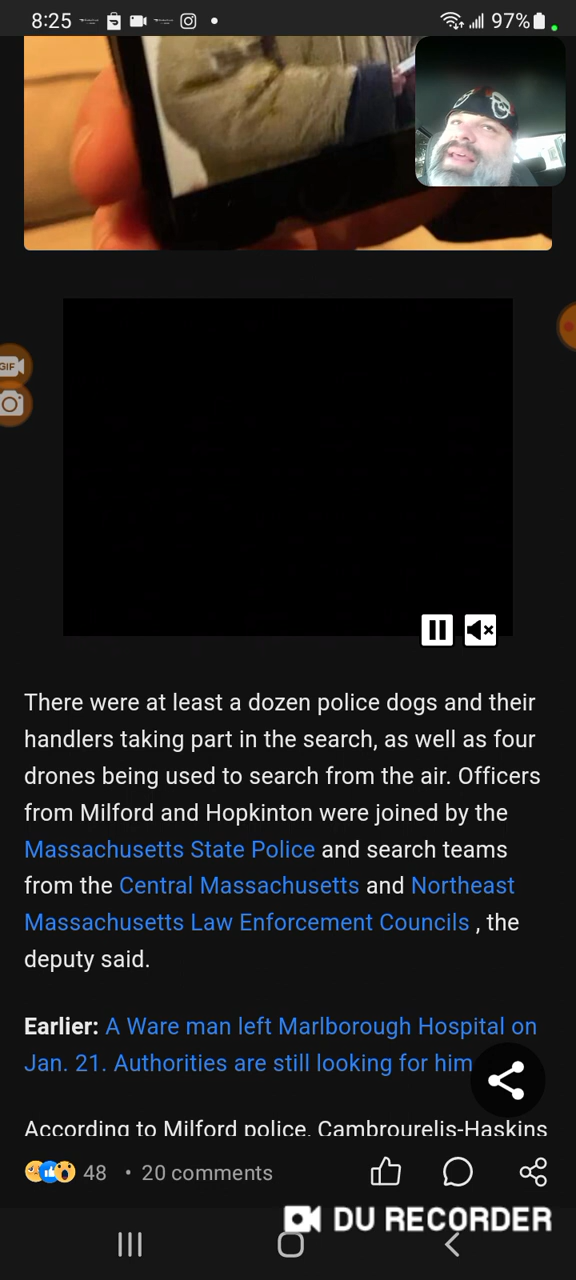 8:25
97%
GIF
There were at least a dozen police dogs and their
handlers taking part in the search, as well as four
drones being used to search from the air. Officers
from Milford and Hopkinton were joined by the
Massachusetts State Police and search teams
from the Central Massachusetts and Northeast
Massachusetts Law Enforcement Councils , the
deputy said.
Earlier: A Ware man left Marlborough Hospital on
Jan. 21. Authorities are still looking for him
According to Milford police, Cambrourelis-Haskins
48 • 20 comments
DU RECORDER